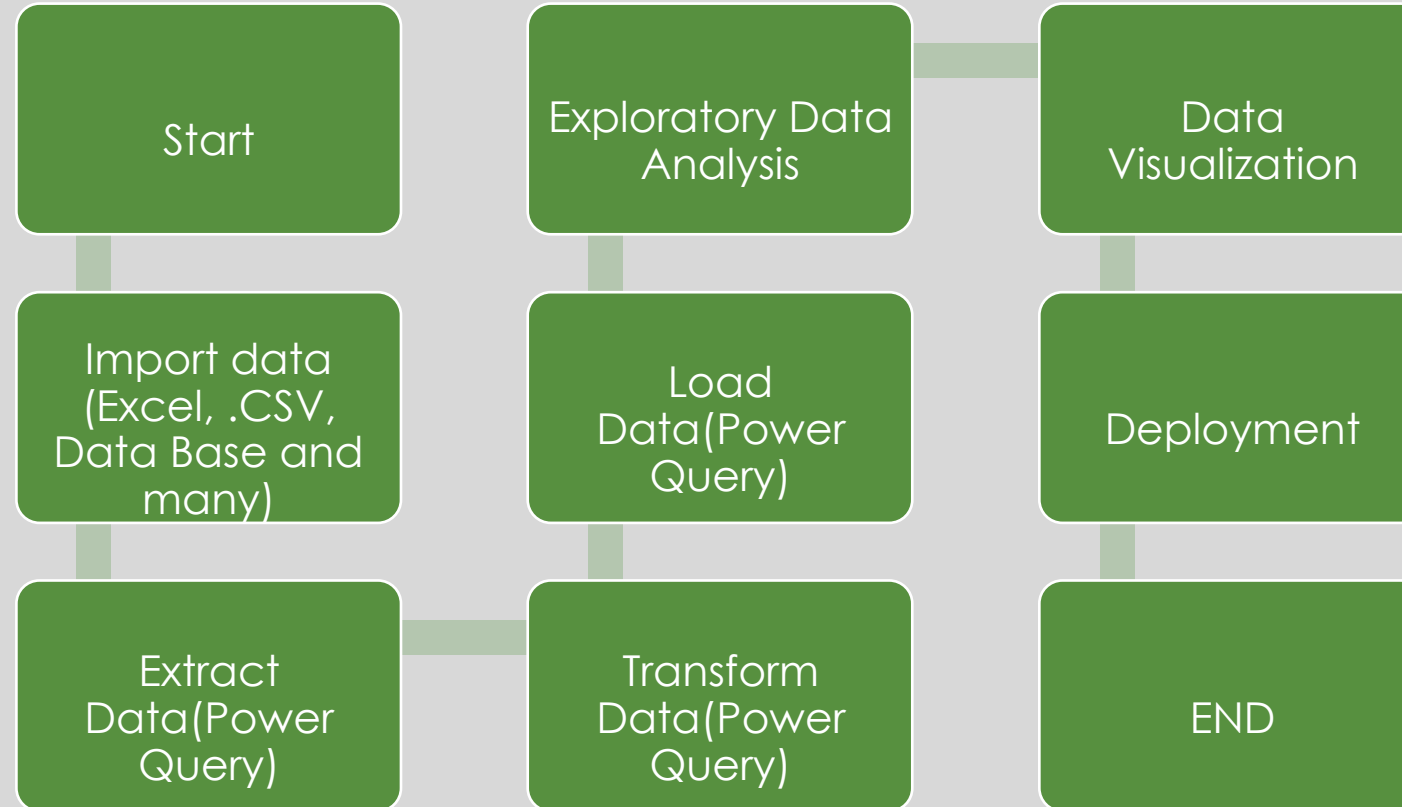 Start
Import data
(Excel, .CSV,
Data Base and
many)
Extract
Data(Power
Query)
Transform
Data(Power
Query)
Load
Data(Power
Query)
Exploratory Data
Analysis
Data
Visualization
Deployment
END